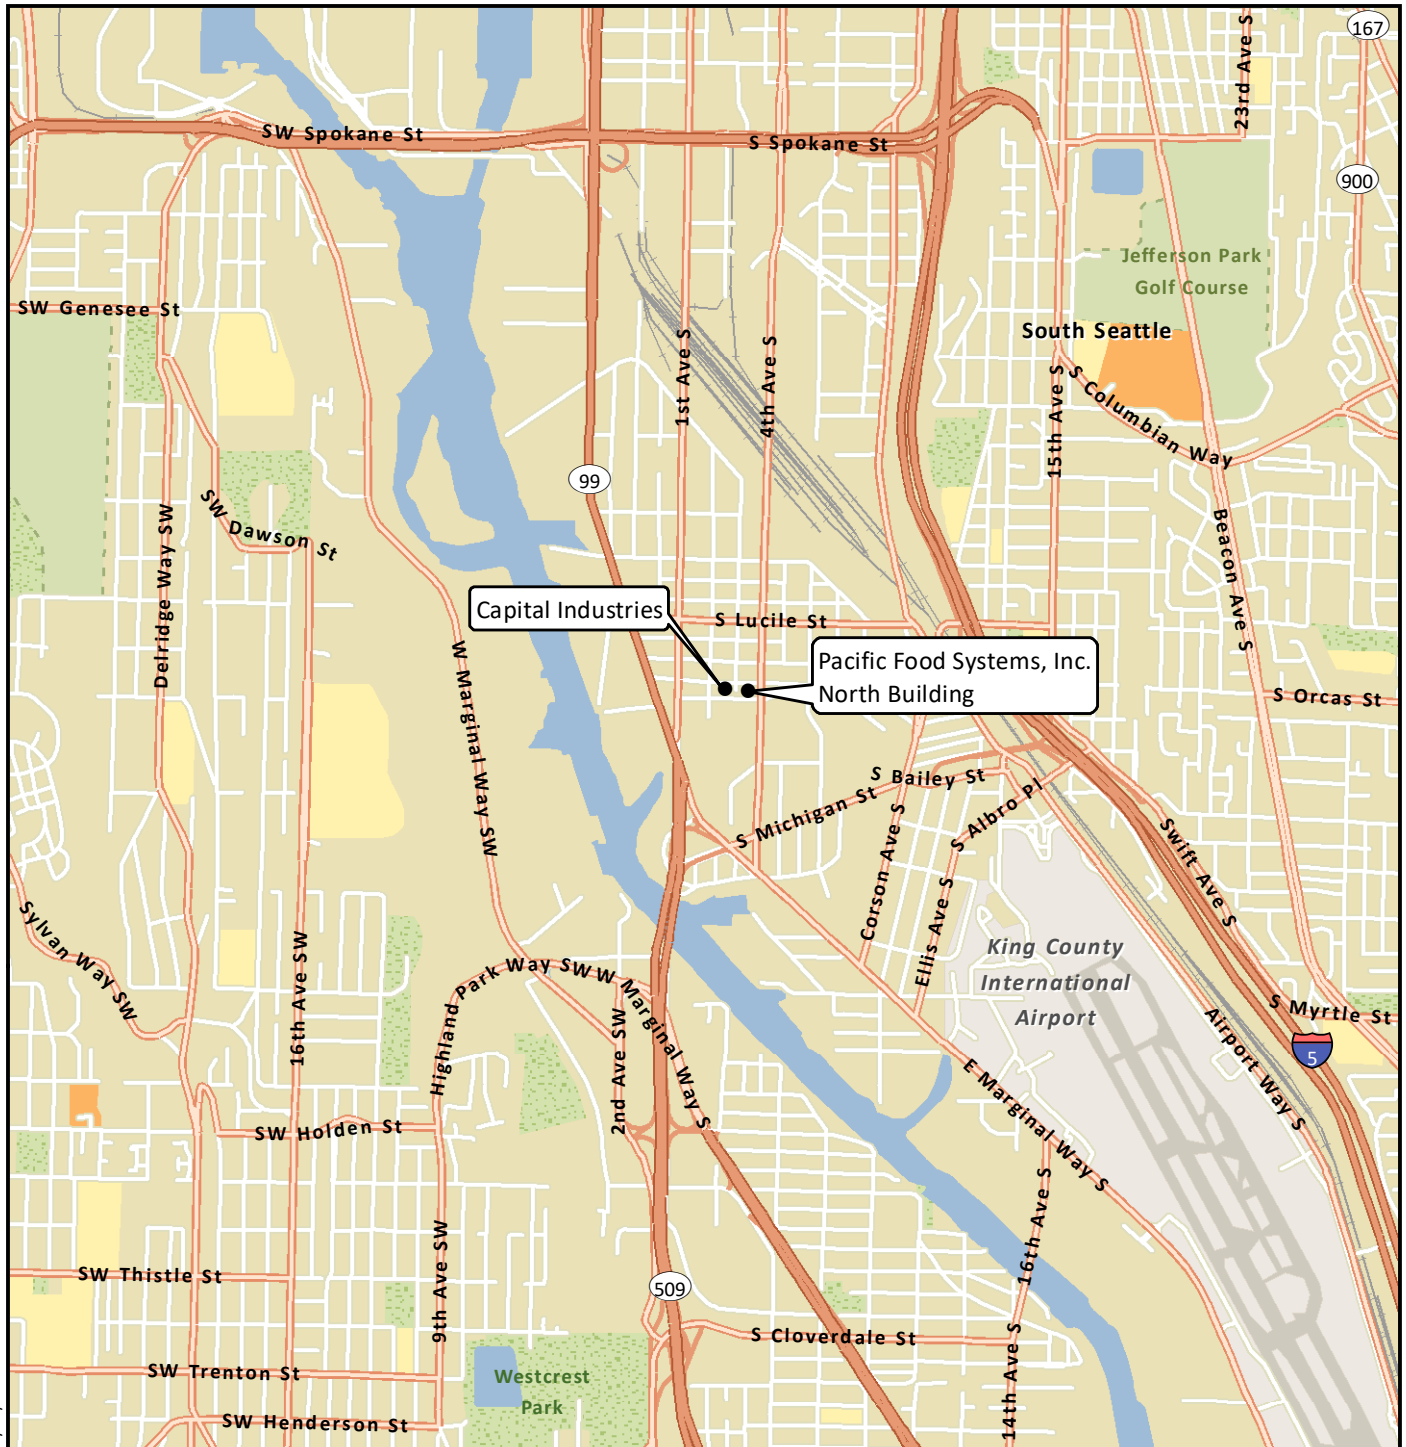 167
23rd Ave S
SW Spokane St
S Spokane St
900
Jefferson Park
Golf Course
SW Genesee St
South Seattle
1st Ave S
4th Ave S
15th Ave S
S Columbian Way
99
SW Dawson St
Delridge Way SW
Beacon Ave S
Capital Industries
S Lucile St
Pacific Food Systems, Inc.
North Building
S Orcas St
W Marginal Way SW
S Bailey St
S Michigan St
S Albro Pl
Corson Ave S
Swift Ave S
Ellis Ave S
Sylvan Way SW
16th Ave SW
King County
International
Airport
Highland Park Way SW
W Marginal Way S
2nd Ave SW
S Myrtle St
Airport Way S
5
E Marginal Way S
SW Holden St
16th Ave S
9th Ave SW
SW Thistle St
509
S Cloverdale St
14th Ave S
SW Trenton St
Westcrest
Park
SW Henderson St